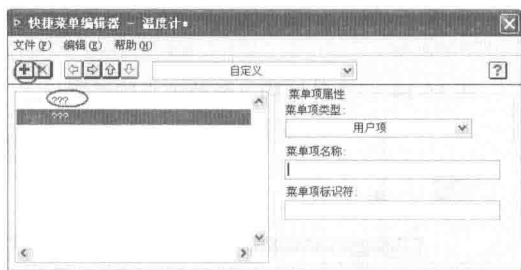 快捷菜单编辑器 - 温度计*
文件(F) 编辑(E) 帮助(H)
自定义
?
???
???
菜单项属性
菜单项类型:
用户项
菜单项名称:
菜单项标识符: